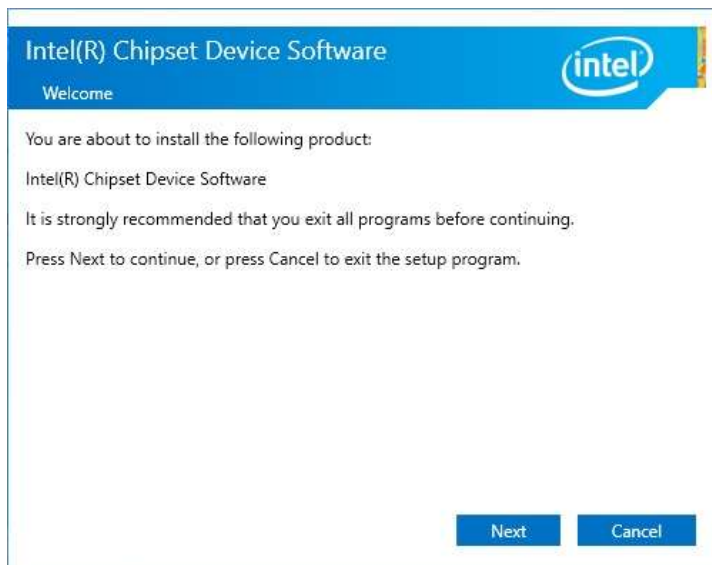 Intel(R) Chipset Device Software
intel
Welcome
You are about to install the following product:
Intel(R) Chipset Device Software
It is strongly recommended that you exit all programs before continuing.
Press Next to continue, or press Cancel to exit the setup program.
Next Cancel